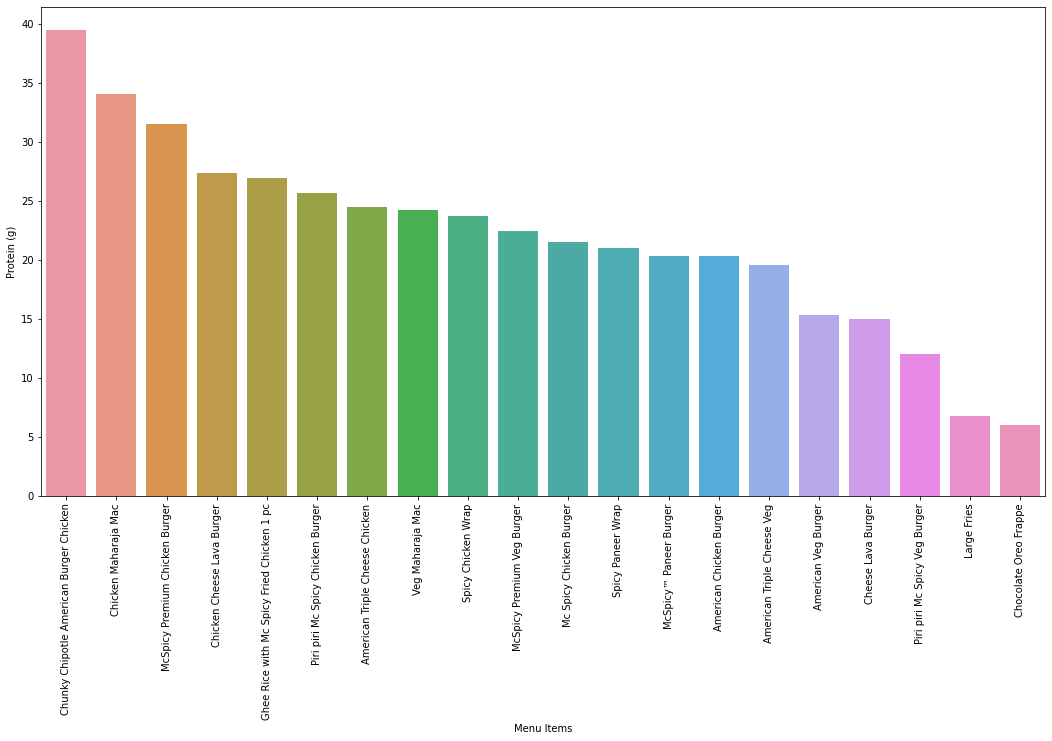 40
35
30
25
20
15
10
5
0
Protein (g)
Chunky Chipotle American Burger Chicken
Chicken Maharaja Mac
McSpicy Premium Chicken Burger
Chicken Cheese Lava Burger
Ghee Rice with Mc Spicy Fried Chicken 1 pc
Piri piri Mc Spicy Chicken Burger
American Triple Cheese Chicken
Veg Maharaja Mac
Spicy Chicken Wrap
McSpicy Premium Veg Burger
Mc Spicy Chicken Burger
Spicy Paneer Wrap
McSpicy™ Paneer Burger
American Chicken Burger
American Triple Cheese Veg
American Veg Burger
Cheese Lava Burger
Piri piri Mc Spicy Veg Burger
Large Fries
Chocolate Oreo Frappe
Menu Items